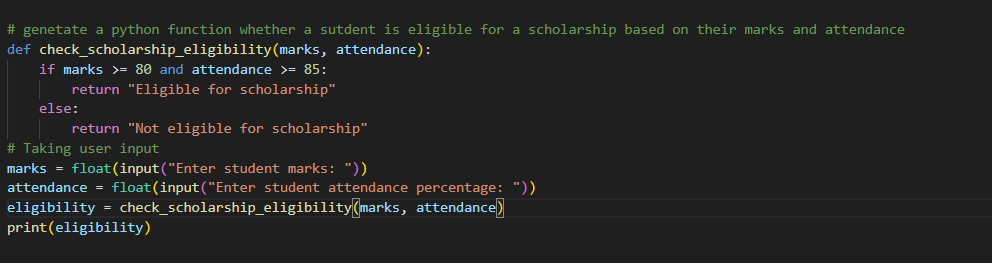 # genetate a python function whether a sutdent is eligible for a scholarship based on their marks and attendance
def check_scholarship_eligibility(marks, attendance):
    if marks >= 80 and attendance >= 85:
        return "Eligible for scholarship"
    else:
        return "Not eligible for scholarship"
# Taking user input
marks = float(input("Enter student marks: "))
attendance = float(input("Enter student attendance percentage: "))
eligibility = check_scholarship_eligibility(marks, attendance)
print(eligibility)